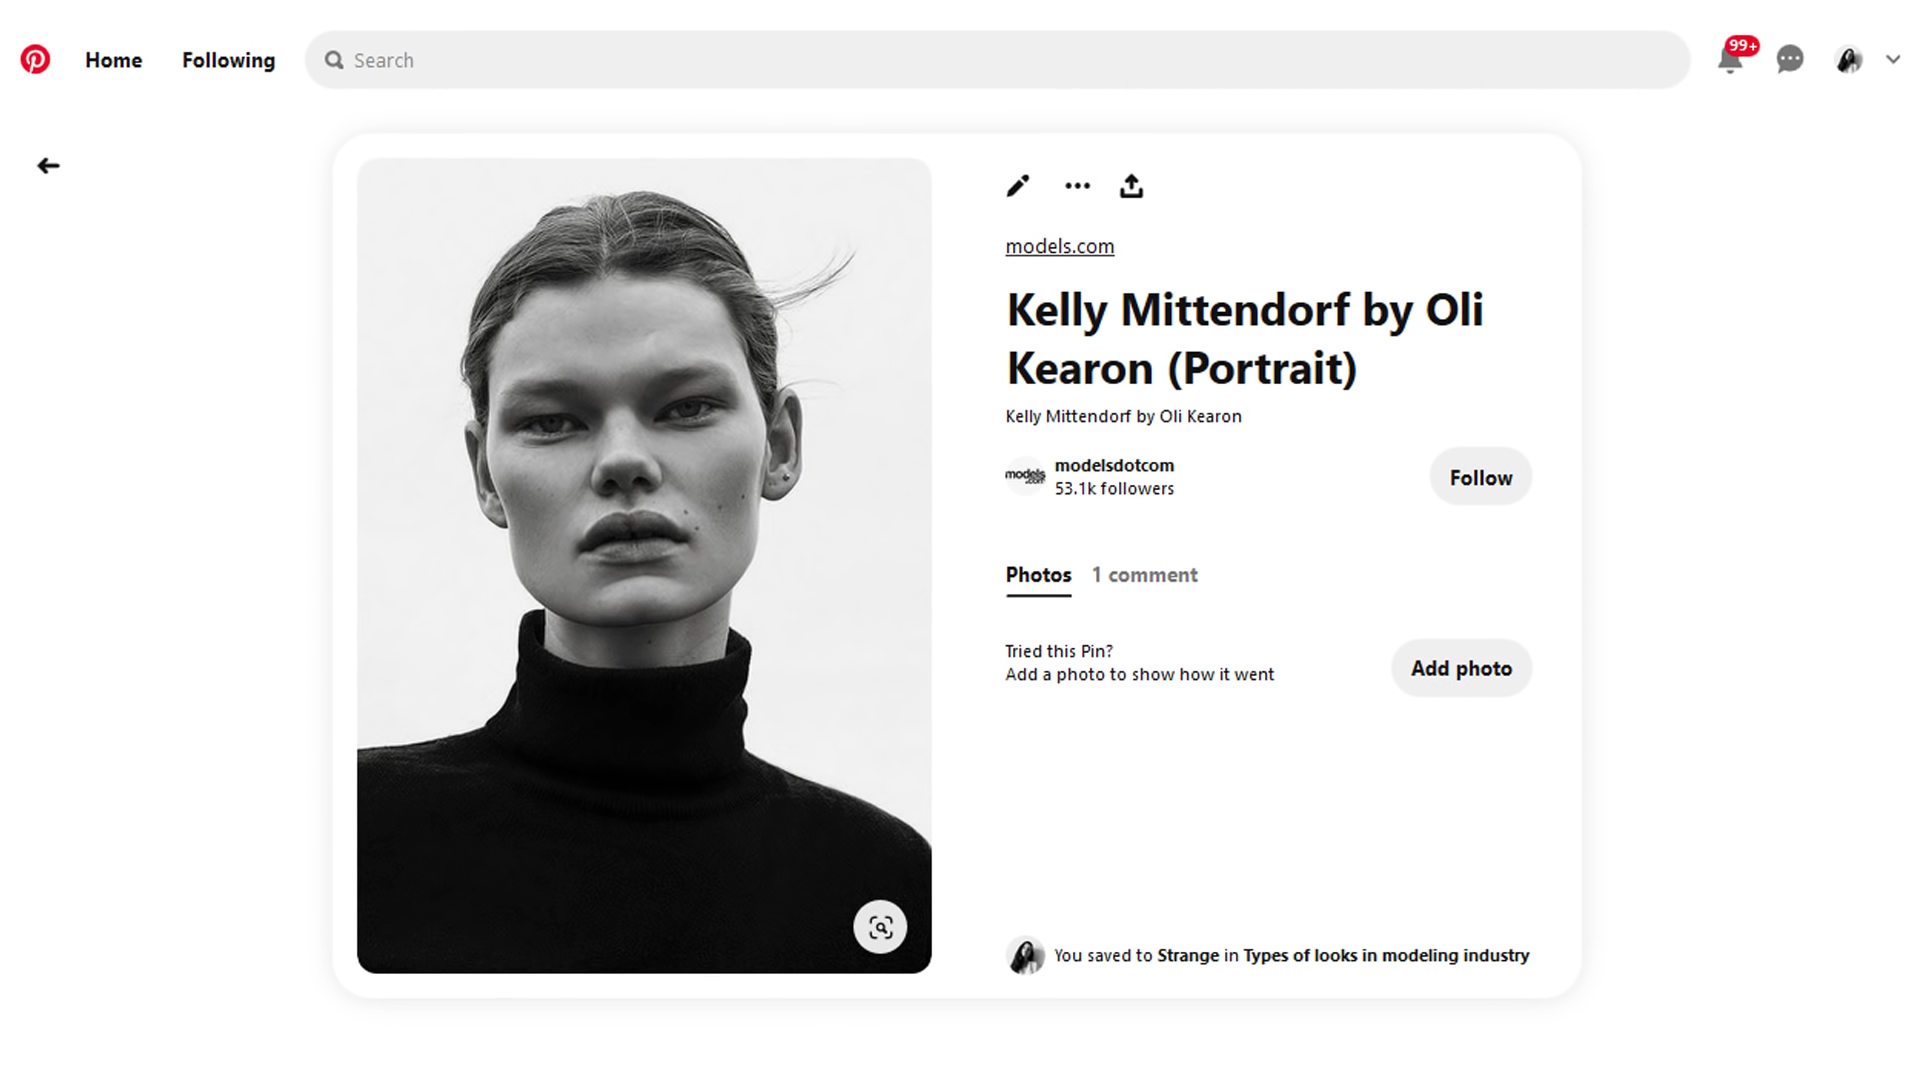 Home
Following
Search
99+
models.com
Kelly Mittendorf by Oli
Kearon (Portrait)
Kelly Mittendorf by Oli Kearon
models
.com
modelsdotcom
53.1k followers
Follow
Photos
1 comment
Tried this Pin?
Add a photo to show how it went
Add photo
You saved to Strange in Types of looks in modeling industry